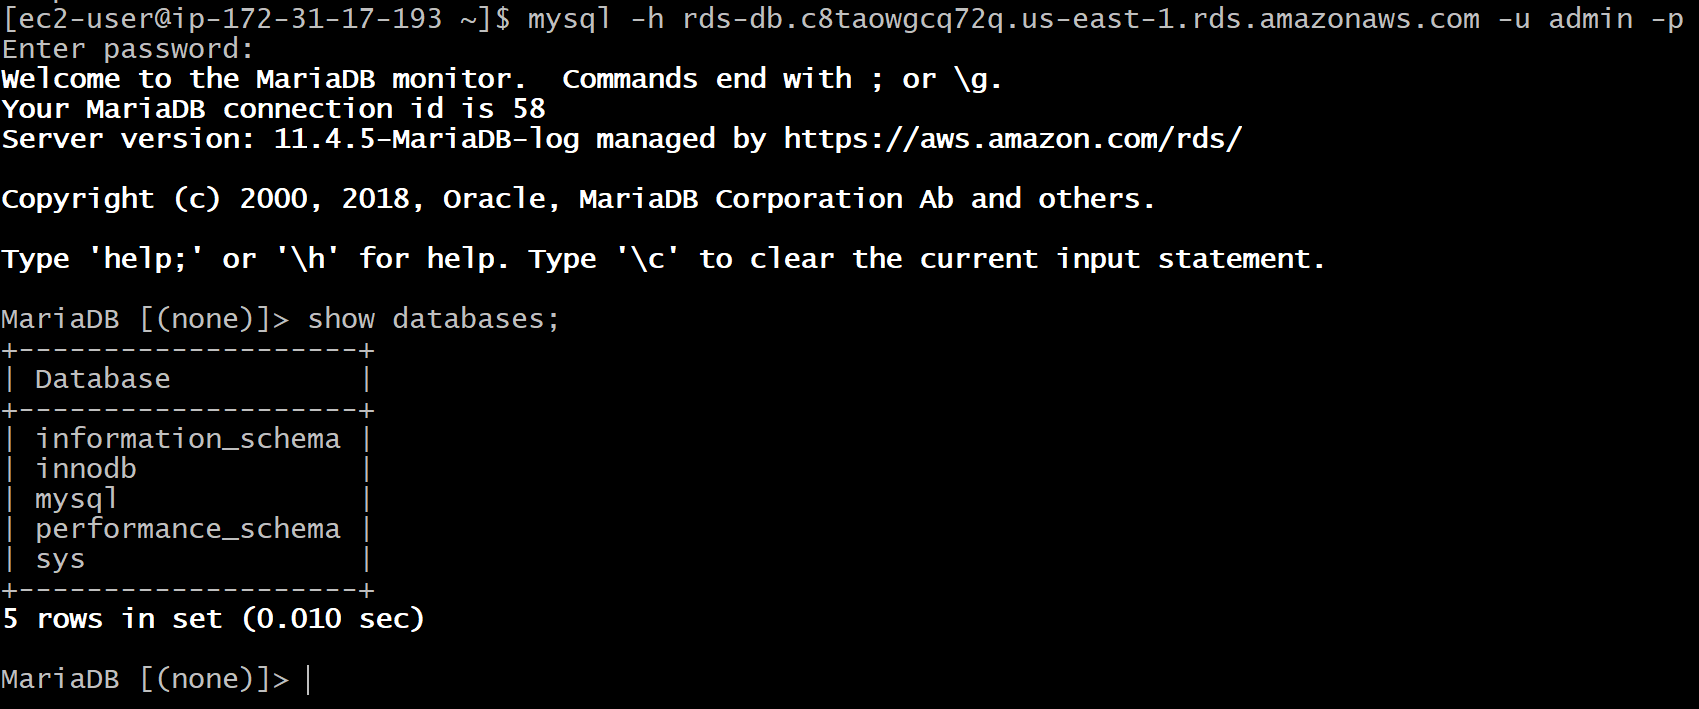 [ec2-user@ip-172-31-17-193 ~]$ mysql -h rds-db.c8taowgcq72q.us-east-1.rds.amazonaws.com -u admin -p
Enter password:
Welcome to the MariaDB monitor.  Commands end with ; or \g.
Your MariaDB connection id is 58
Server version: 11.4.5-MariaDB-log managed by https://aws.amazon.com/rds/

Copyright (c) 2000, 2018, Oracle, MariaDB Corporation Ab and others.

Type 'help;' or '\h' for help. Type '\c' to clear the current input statement.

MariaDB [(none)]> show databases;
+--------------------+
| Database           |
+--------------------+
| information_schema |
| innodb             |
| mysql              |
| performance_schema |
| sys                |
+--------------------+
5 rows in set (0.010 sec)

MariaDB [(none)]>